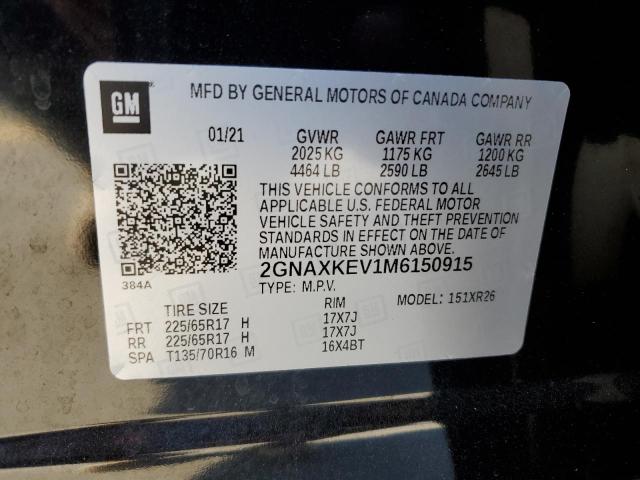 GM
MFD BY GENERAL MOTORS OF CANADA COMPANY
01/21 GVWR GAWR FRT GAWR RR
2025 KG 1175 KG 1200 KG
4464 LB 2590 LB 2645 LB
THIS VEHICLE CONFORMS TO ALL
APPLICABLE U.S. FEDERAL MOTOR
VEHICLE SAFETY AND THEFT PREVENTION
STANDARDS IN EFFECT ON THE DATE OF
MANUFACTURE SHOWN ABOVE.
384A
2GNAXKEV1M6150915
TYPE: M.P.V. MODEL: 151XR26
TIRE SIZE RIM
FRT 225/65R17 H 17X7J
RR 225/65R17 H 17X7J
SPA T135/70R16 M 16X4BT